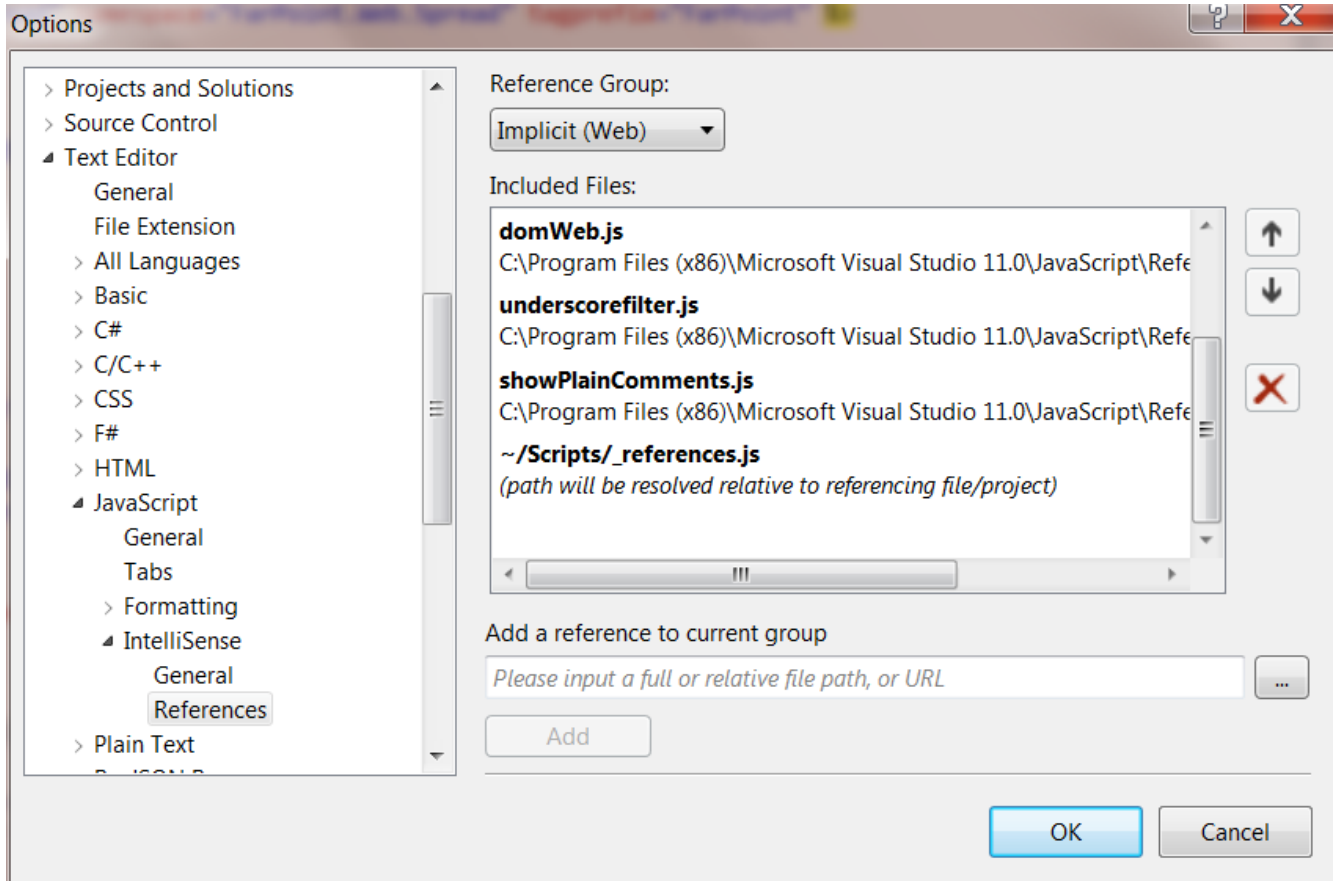 Options
Projects and Solutions
Source Control
Text Editor
General
File Extension
All Languages
Basic
C#
C/C++
CSS
F#
HTML
JavaScript
General
Tabs
Formatting
IntelliSense
General
References
Plain Text
Reference Group:
Implicit (Web)
Included Files:
domWeb.js
C:\Program Files (x86)\Microsoft Visual Studio 11.0\JavaScript\Refe
underscorefilter.js
C:\Program Files (x86)\Microsoft Visual Studio 11.0\JavaScript\Refe
showPlainComments.js
C:\Program Files (x86)\Microsoft Visual Studio 11.0\JavaScript\Refe
~/Scripts/_references.js
(path will be resolved relative to referencing file/project)
Add a reference to current group
Please input a full or relative file path, or URL
...
Add
OK
Cancel